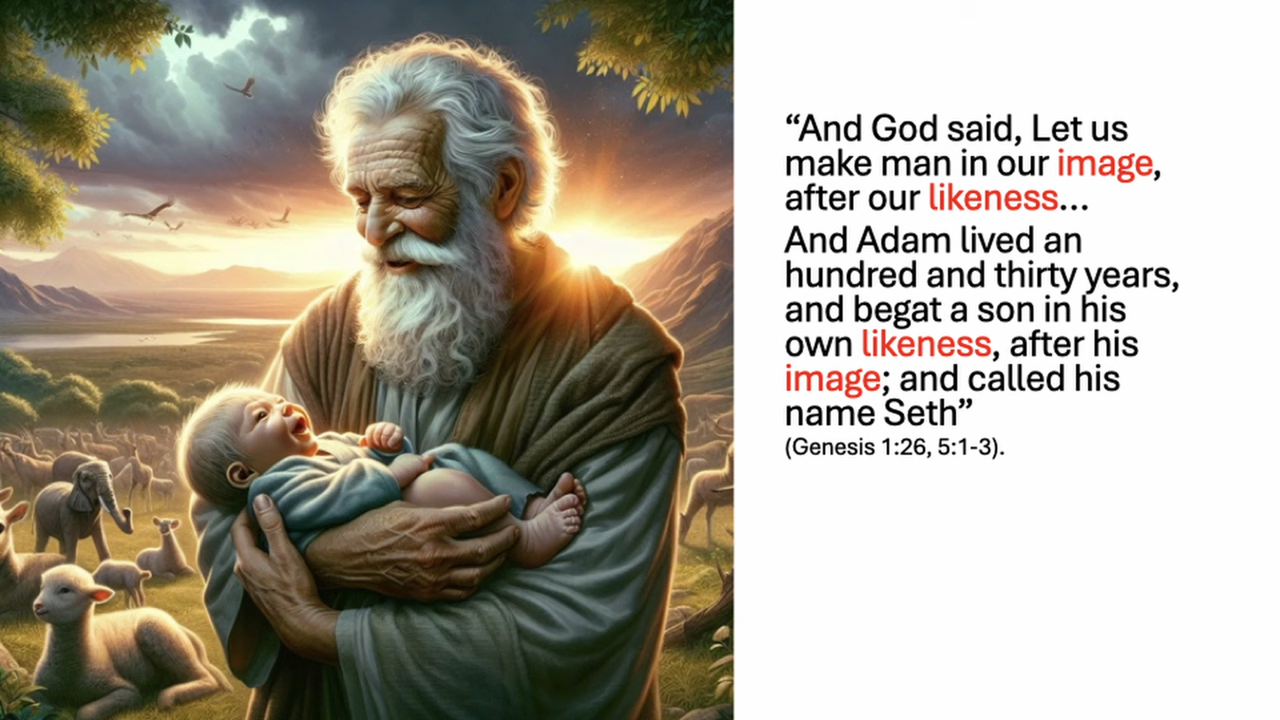 “And God said, Let us
make man in our image,
after our likeness...
And Adam lived an
hundred and thirty years,
and begat a son in his
own likeness, after his
image; and called his
name Seth”
(Genesis 1:26, 5:1-3).